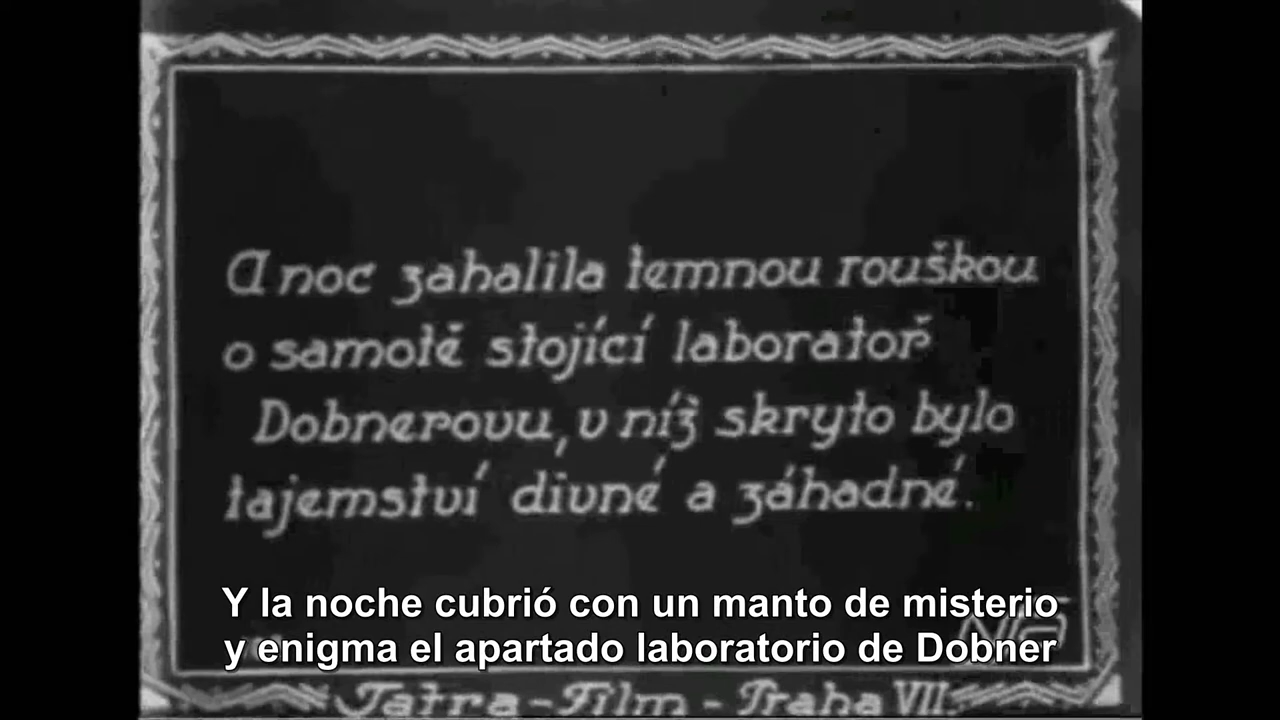 A noc zahalila temnou rouškou
o samotě stojící laboratoř
Dobnerovu, v níž skryto bylo
tajemství divné a záhadné.
Y la noche cubrió con un manto de misterio
y enigma el apartado laboratorio de Dobner
Tatra-Film - Praha VII.